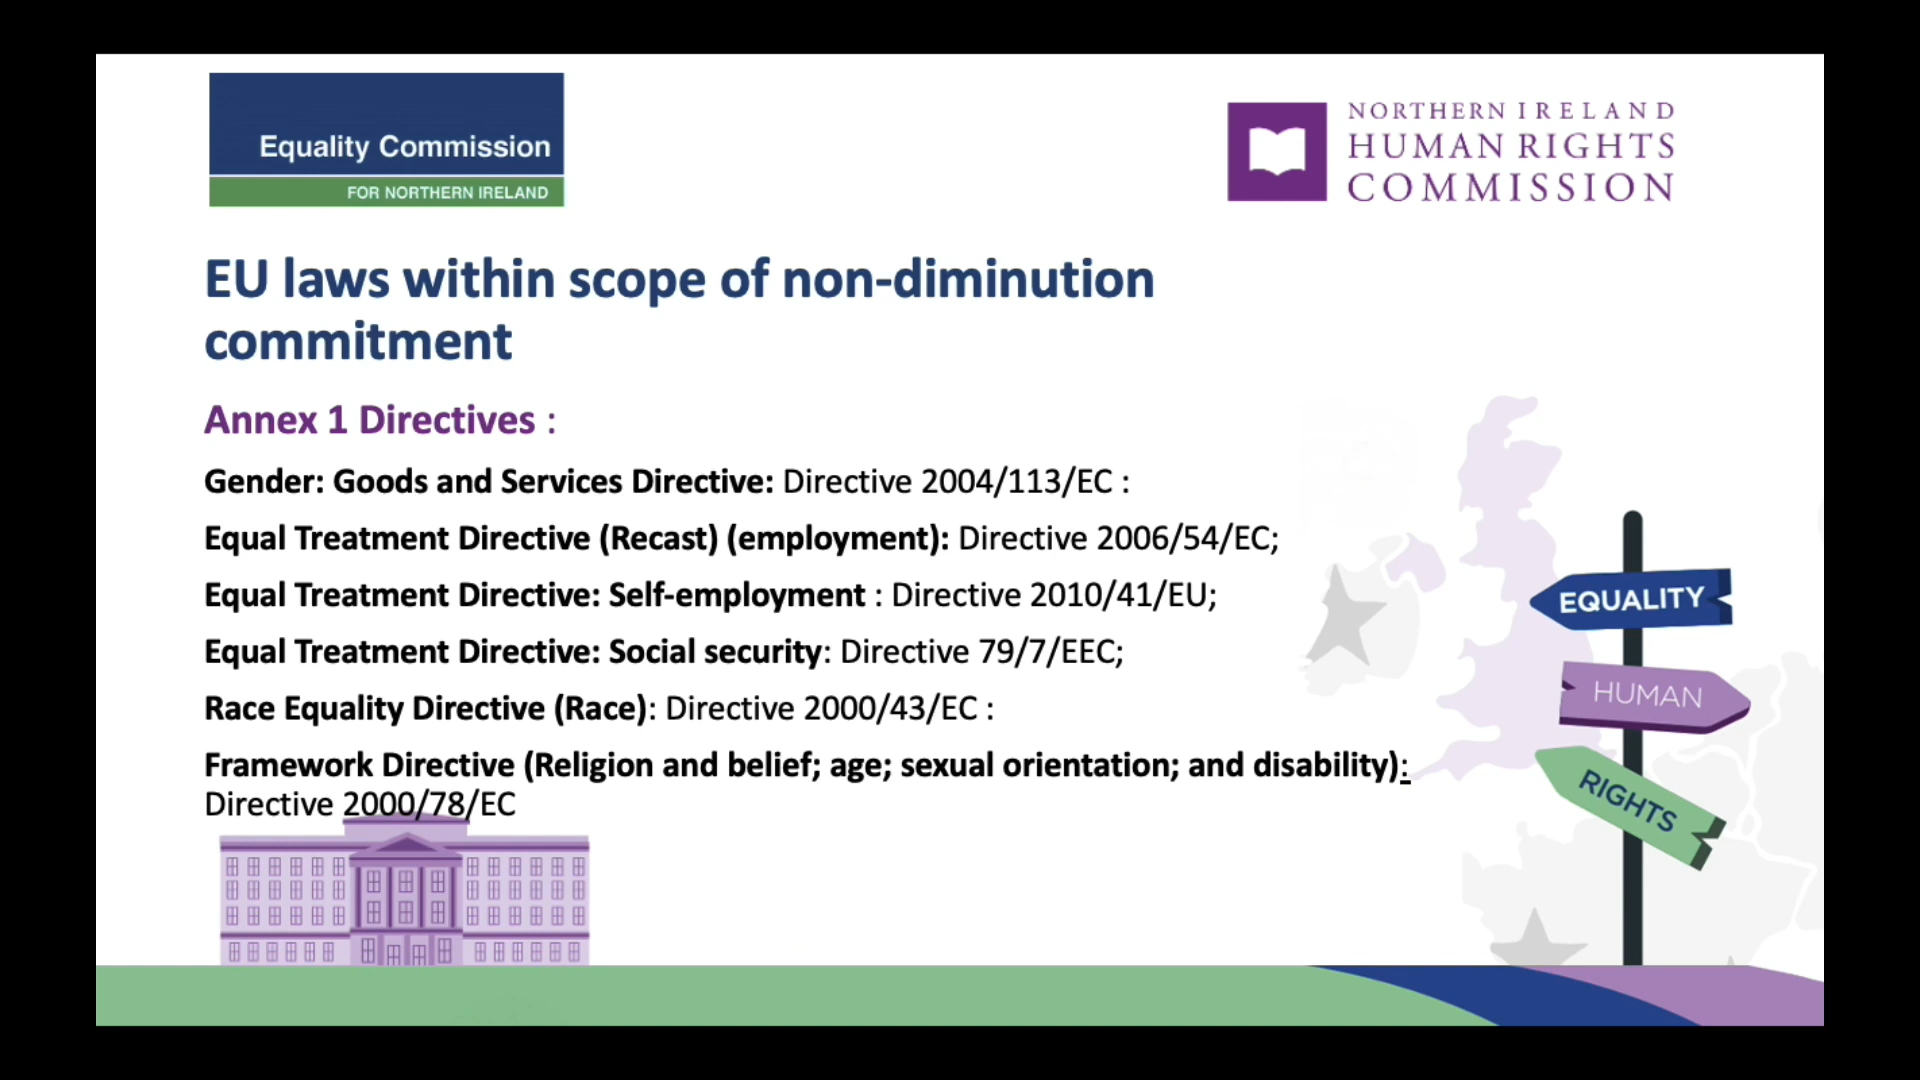 Equality Commission
FOR NORTHERN IRELAND
NORTHERN IRELAND
HUMAN RIGHTS
COMMISSION
EU laws within scope of non-diminution
commitment
Annex 1 Directives :
Gender: Goods and Services Directive: Directive 2004/113/EC :
Equal Treatment Directive (Recast) (employment): Directive 2006/54/EC;
Equal Treatment Directive: Self-employment : Directive 2010/41/EU;
Equal Treatment Directive: Social security: Directive 79/7/EEC;
Race Equality Directive (Race): Directive 2000/43/EC :
Framework Directive (Religion and belief; age; sexual orientation; and disability):
Directive 2000/78/EC
EQUALITY
HUMAN
RIGHTS